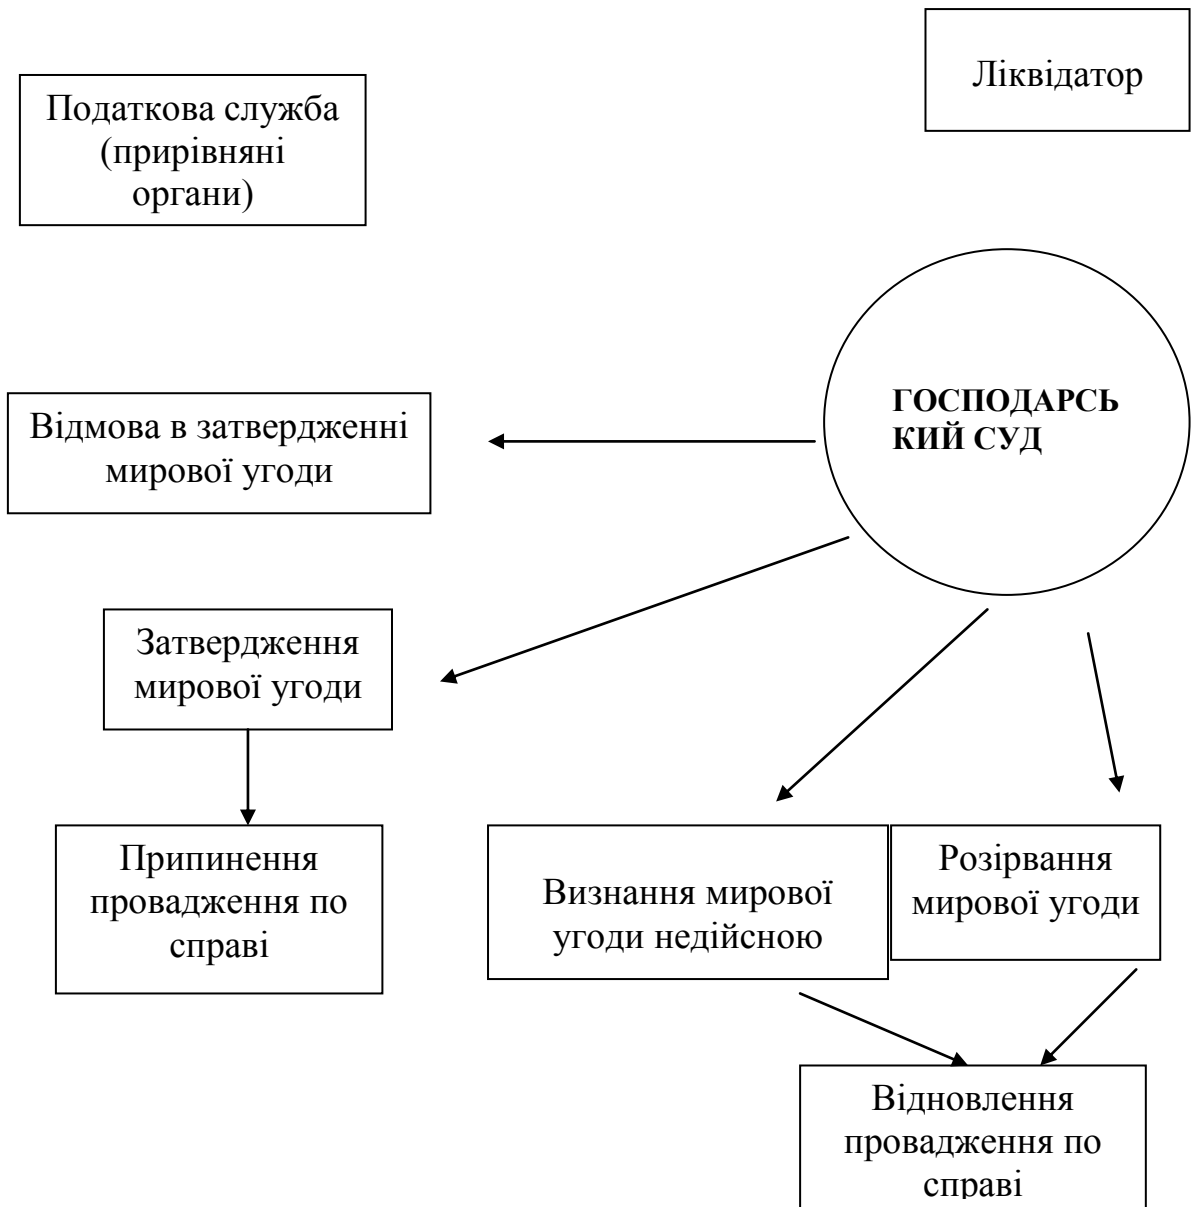 Ліквідатор
Податкова служба
(прирівняні
органи)
ГОСПОДАРСЬ
КИЙ СУД
Відмова в затвердженні
мирової угоди
Затвердження
мирової угоди
Припинення
провадження по
справі
Визнання мирової
угоди недійсною
Розірвання
мирової угоди
Відновлення
провадження по
справі